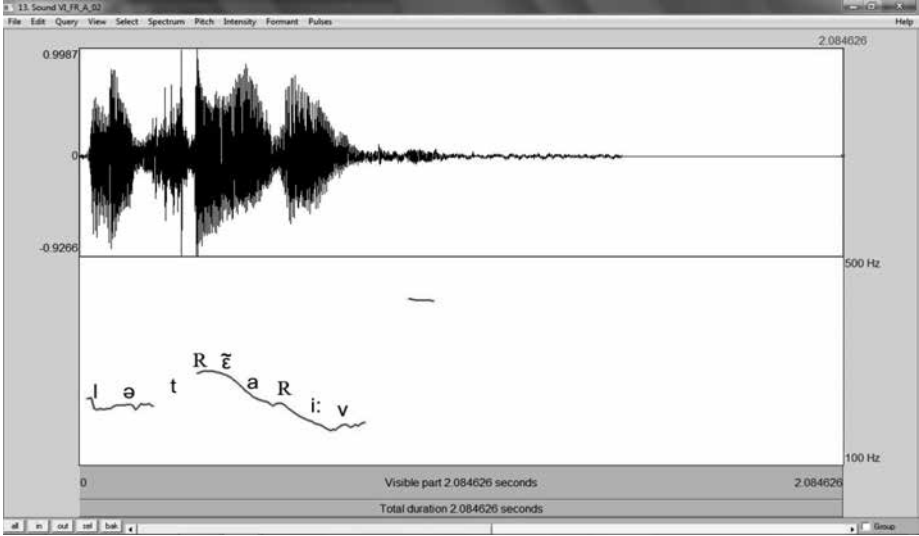 13. Sound VI_FR_A_02
File Edit Query View Select Spectrum Pitch Intensity Formant Pulses Help
2.084626
0.9987
0
-0.9266
500 Hz
R ɛ̃
l ə t a R
i: v
100 Hz
0 Visible part 2.084626 seconds 2.084626
Total duration 2.084626 seconds
all in out sel bak Group